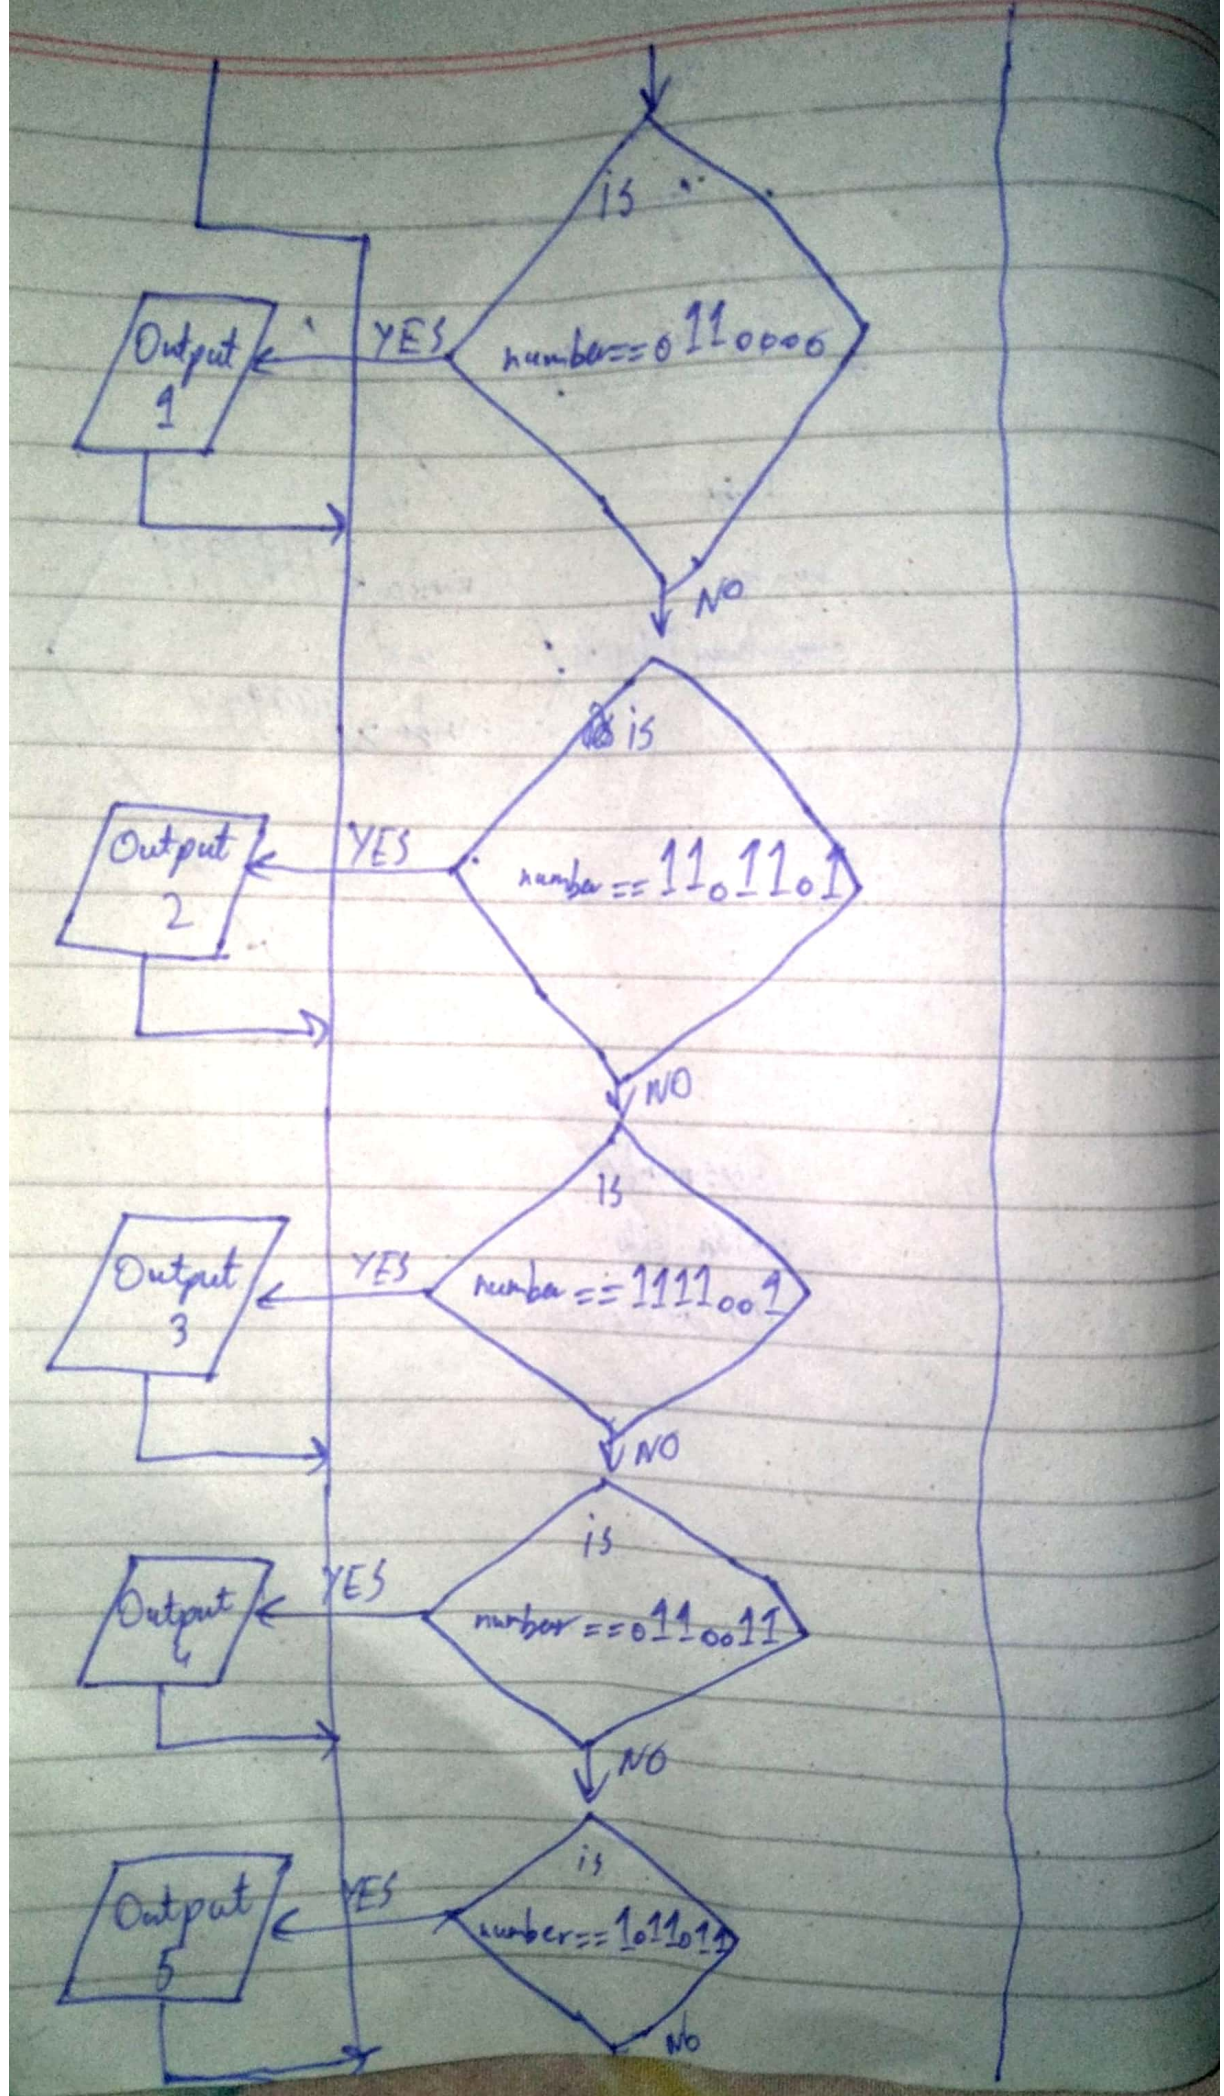 is
number==0110000
YES
Output
1
NO
is
number==1101101
YES
Output
2
NO
is
number==1111001
YES
Output
3
NO
is
number==0110011
YES
Output
4
NO
is
number==1011011
YES
Output
5
NO